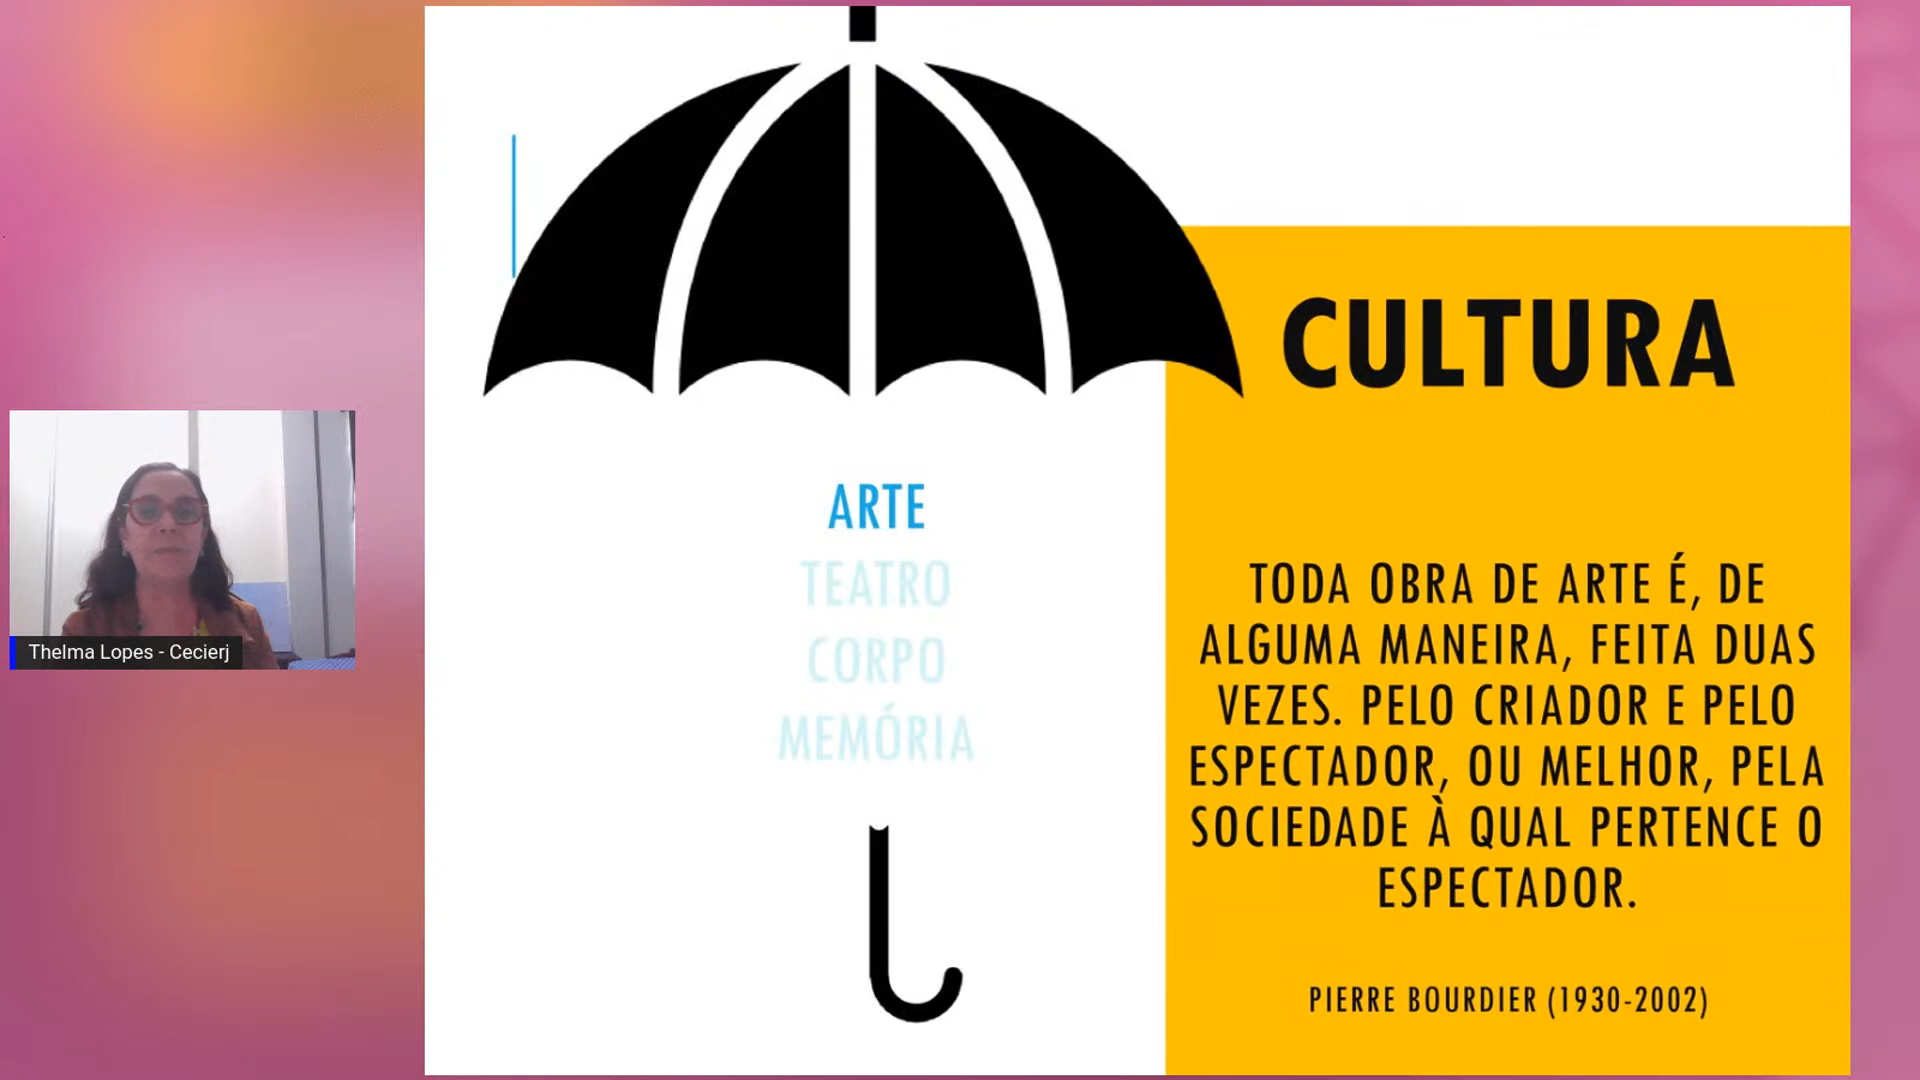 CULTURA
ARTE
TEATRO
CORPO
MEMÓRIA
TODA OBRA DE ARTE É, DE
ALGUMA MANEIRA, FEITA DUAS
VEZES. PELO CRIADOR E PELO
ESPECTADOR, OU MELHOR, PELA
SOCIEDADE À QUAL PERTENCE O
ESPECTADOR.
PIERRE BOURDIER (1930-2002)
Thelma Lopes - Cecierj